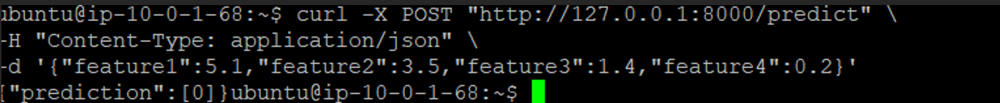 ubuntu@ip-10-0-1-68:~$ curl -X POST "http://127.0.0.1:8000/predict" \
-H "Content-Type: application/json" \
-d '{"feature1":5.1,"feature2":3.5,"feature3":1.4,"feature4":0.2}'
{"prediction":[0]}ubuntu@ip-10-0-1-68:~$